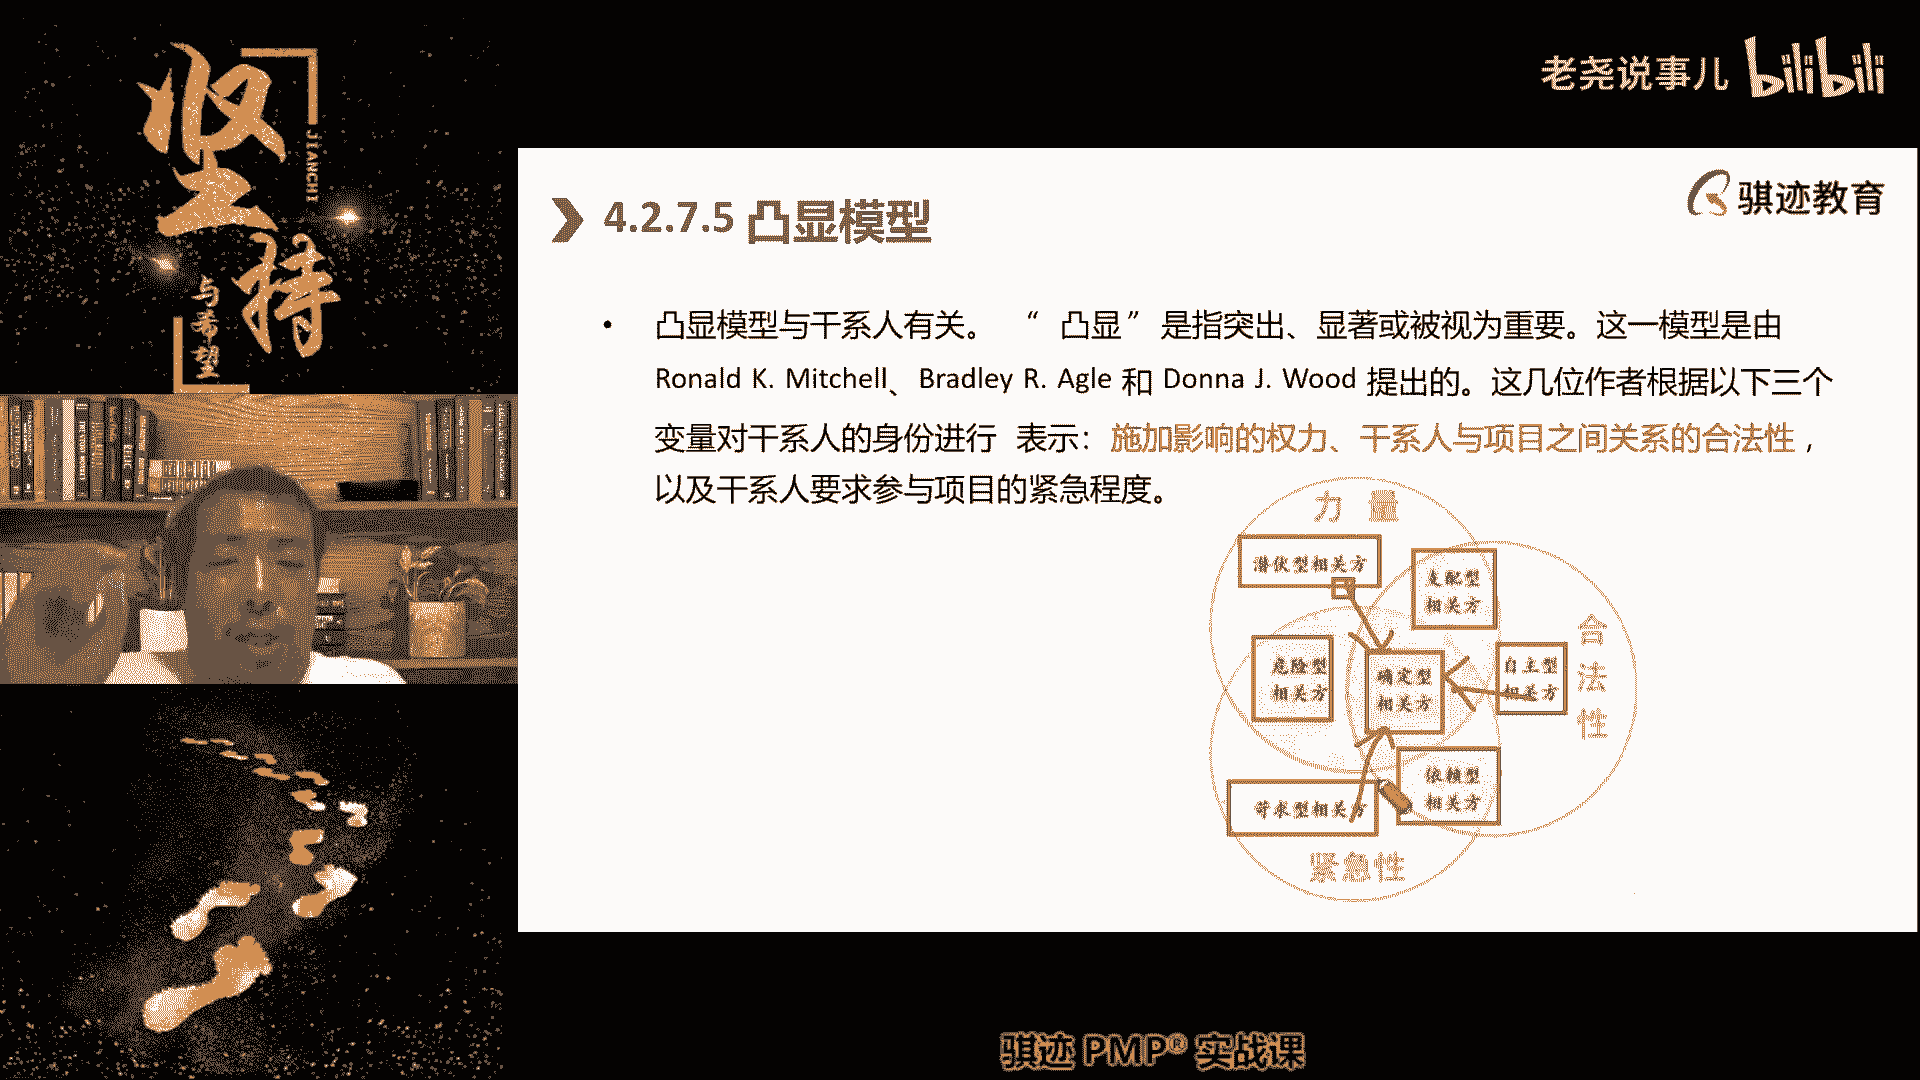 坚持
JIANCHI
与希望
老尧说事儿 bilibili
骐迹教育
4.2.7.5 凸显模型
• 凸显模型与干系人有关。 “ 凸显” 是指突出、显著或被视为重要。这一模型是由
Ronald K. Mitchell、Bradley R. Agle 和 Donna J. Wood 提出的。这几位作者根据以下三个
变量对干系人的身份进行 表示：施加影响的权力、干系人与项目之间关系的合法性，
以及干系人要求参与项目的紧急程度。
力 量
潜伏型相关方
支配型
相关方
合法性
危险型
相关方
确定型
相关方
自主型
相关方
依赖型
相关方
苛求型相关方
紧急性
骐迹 PMP® 实战课